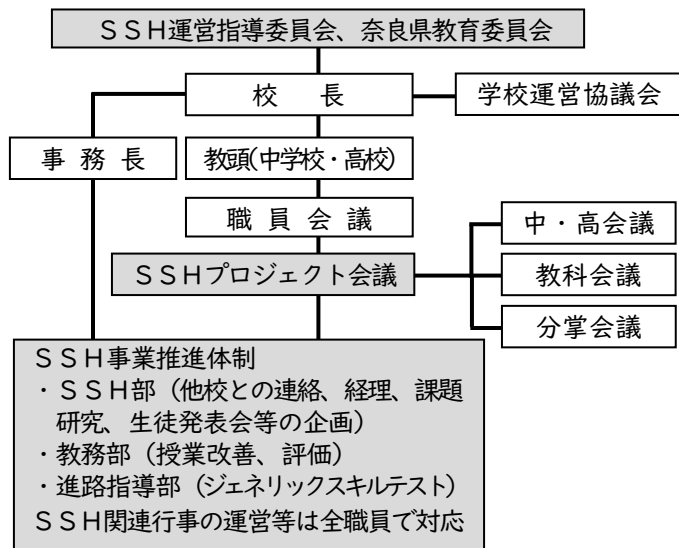 ＳＳＨ運営指導委員会、奈良県教育委員会
校　長
学校運営協議会
事 務 長
教頭(中学校・高校)
職 員 会 議
中・高会議
ＳＳＨプロジェクト会議
教科会議
分掌会議
ＳＳＨ事業推進体制
・ＳＳＨ部（他校との連絡、経理、課題
研究、生徒発表会等の企画）
・教務部（授業改善、評価）
・進路指導部（ジェネリックスキルテスト）
ＳＳＨ関連行事の運営等は全職員で対応